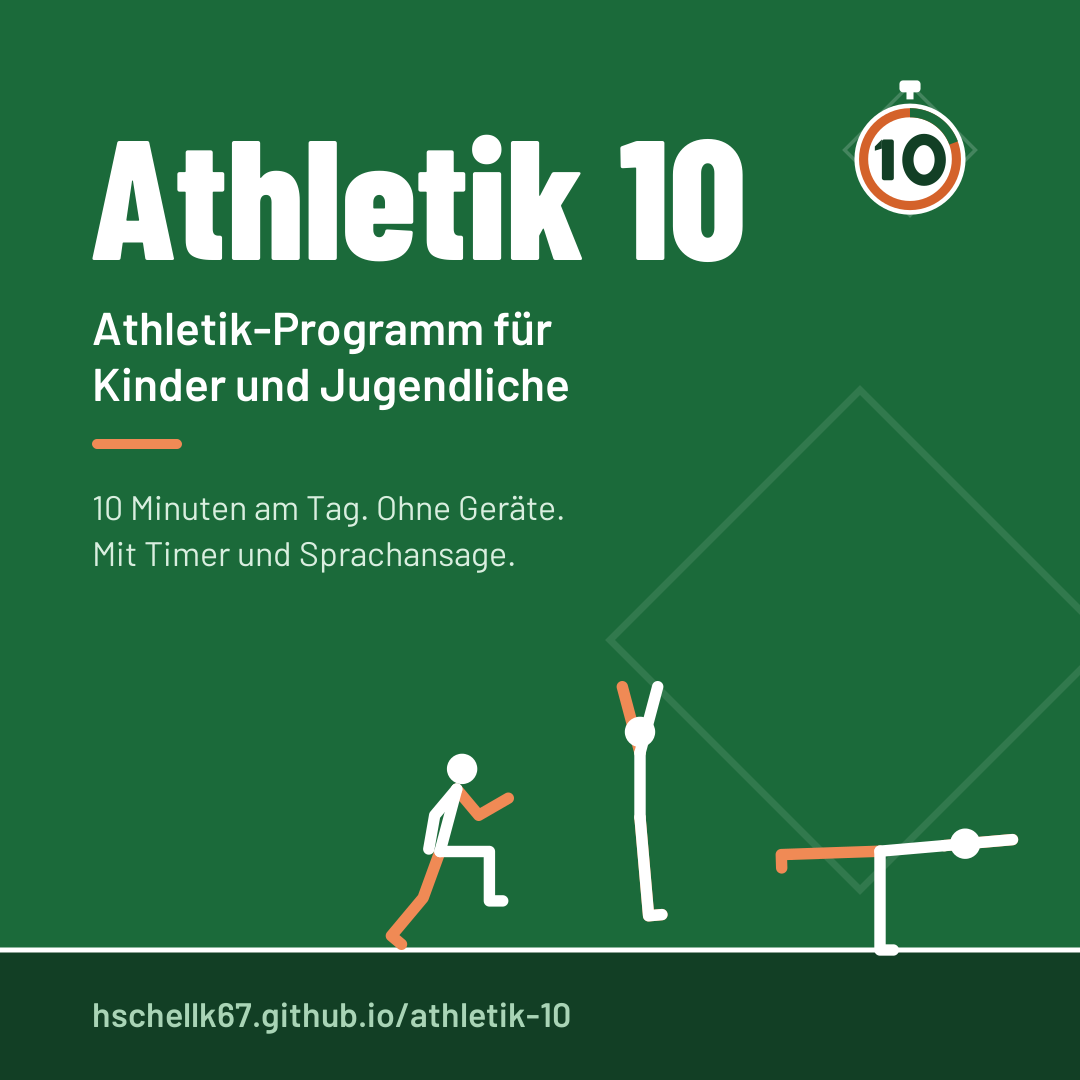 Athletik 10
10
Athletik-Programm für
Kinder und Jugendliche
10 Minuten am Tag. Ohne Geräte.
Mit Timer und Sprachansage.
hschellk67.github.io/athletik-10